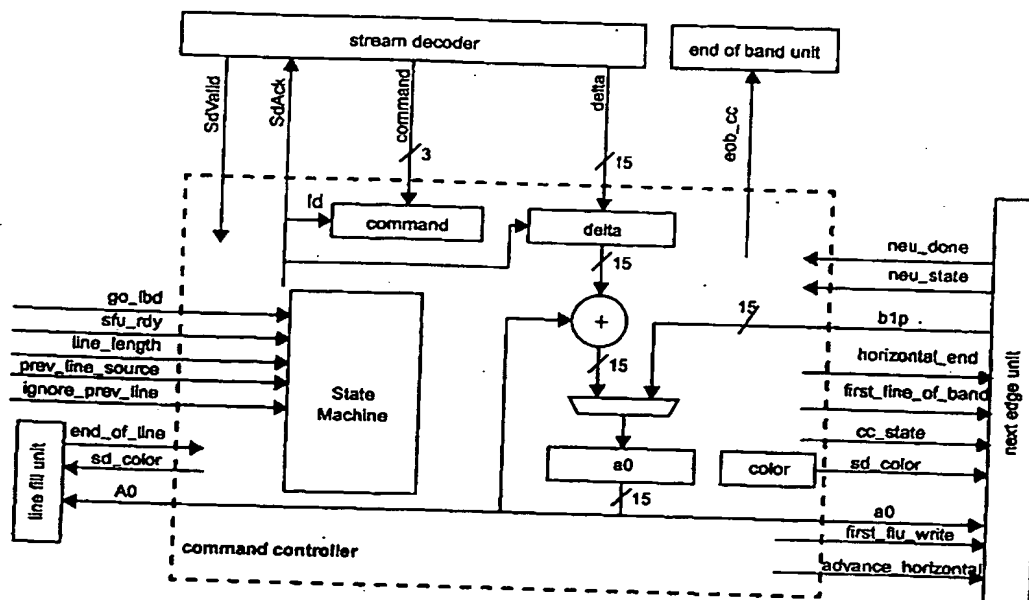 stream decoder
end of band unit
SdValid
SdAck
command
delta
eob_cc
3
15
ld
command
delta
15
neu_done
neu_state
go_fbd
sfu_rdy
line_length
prev_line_source
ignore_prev_line
State
Machine
+
15
b1p
15
horizontal_end
first_line_of_band
cc_state
sd_color
next edge unit
end_of_line
sd_color
A0
line fill unit
a0
color
15
a0
first_flu_write
advance_horizontal
command controller